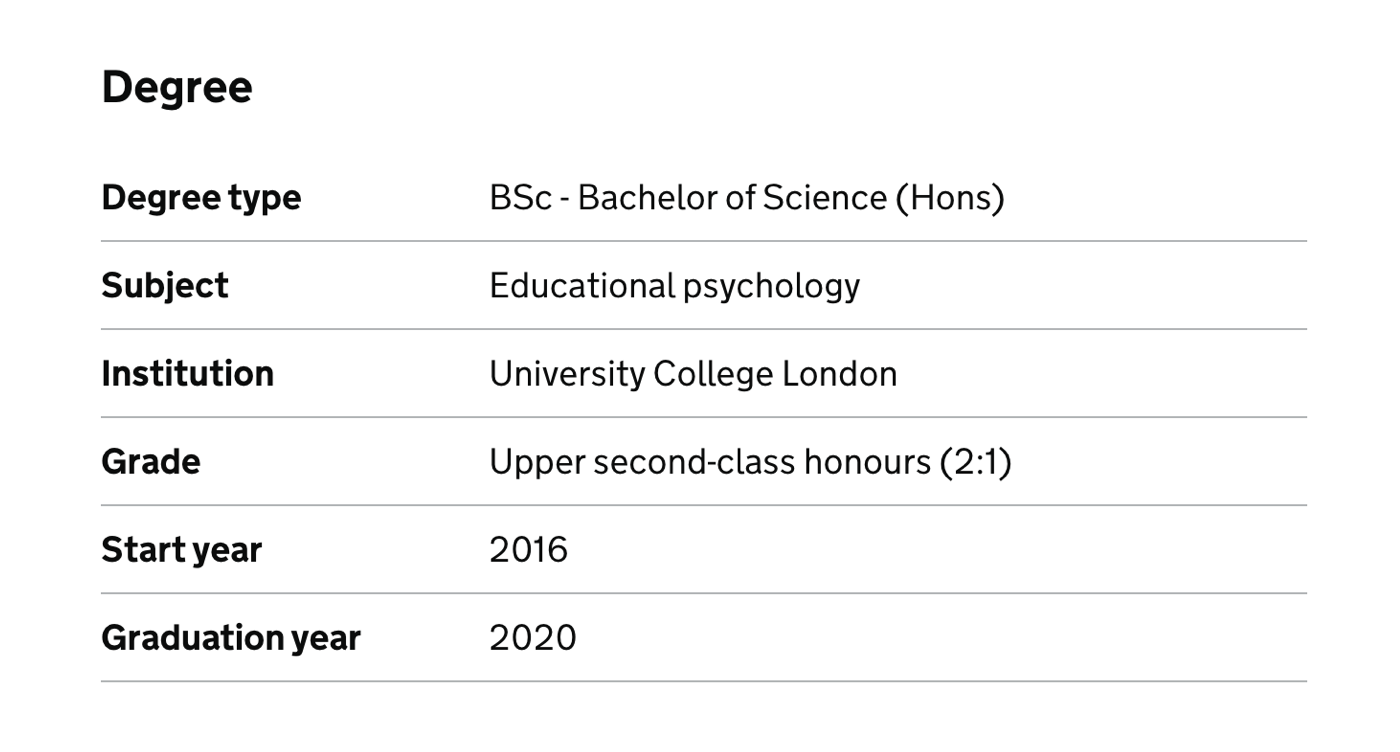 Degree
Degree type BSc - Bachelor of Science (Hons)
Subject Educational psychology
Institution University College London
Grade Upper second-class honours (2:1)
Start year 2016
Graduation year 2020